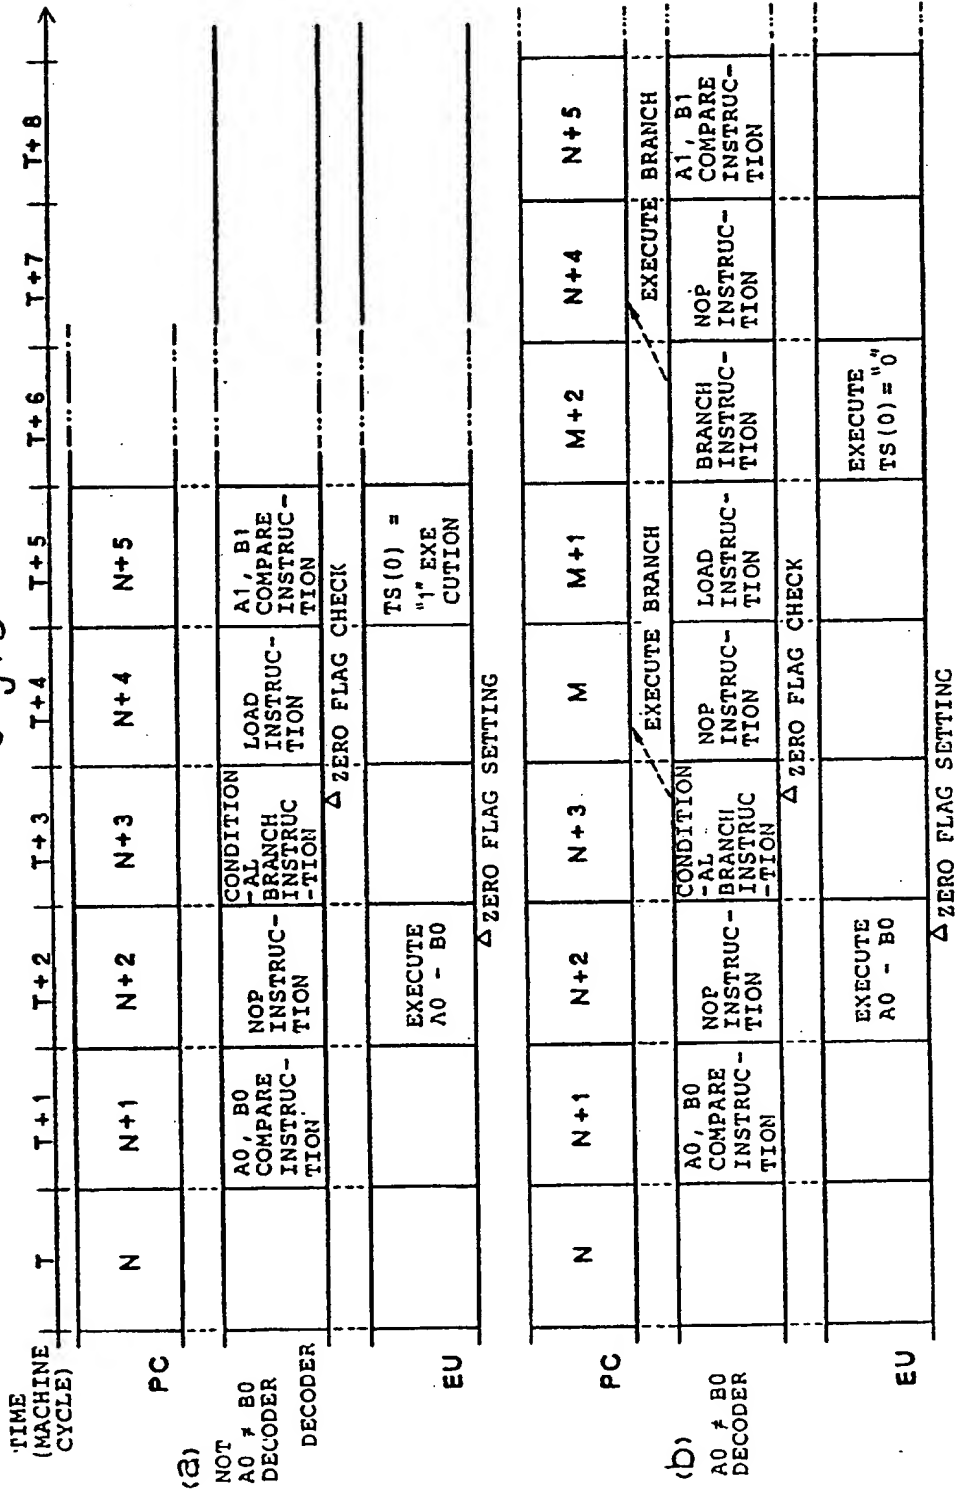 TIME
(MACHINE
CYCLE)
T
T+1
T+2
T+3
T+4
T+5
T+6
T+7
T+8
(a)
NOT
A0 ≠ B0
DECODER
PC
N
N+1
N+2
N+3
N+4
N+5
DECODER
A0, B0
COMPARE
INSTRUC-
TION
NOP
INSTRUC-
TION
CONDITION
-AL
BRANCH
INSTRUC
-TION
LOAD
INSTRUC-
TION
A1, B1
COMPARE
INSTRUC-
TION
△ ZERO FLAG CHECK
EU
EXECUTE
A0 - B0
TS(0) =
"1" EXE
CUTION
△ ZERO FLAG SETTING
(b)
A0 ≠ B0
DECODER
PC
N
N+1
N+2
N+3
M
M+1
M+2
N+4
N+5
EXECUTE BRANCH
EXECUTE BRANCH
A0, B0
COMPARE
INSTRUC-
TION
NOP
INSTRUC-
TION
CONDITION
-AL
BRANCH
INSTRUC
-TION
NOP
INSTRUC-
TION
LOAD
INSTRUC-
TION
BRANCH
INSTRUC-
TION
NOP
INSTRUC-
TION
A1, B1
COMPARE
INSTRUC-
TION
△ ZERO FLAG CHECK
EU
EXECUTE
A0 - B0
EXECUTE
TS(0) = "0"
△ ZERO FLAG SETTING